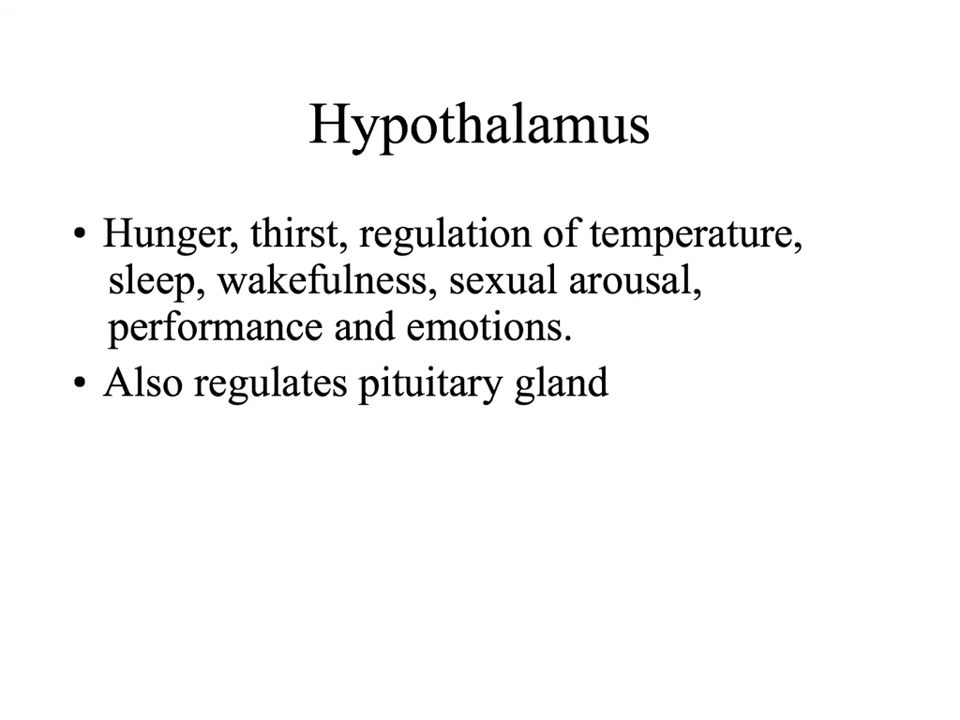 Hypothalamus
• Hunger, thirst, regulation of temperature,
sleep, wakefulness, sexual arousal,
performance and emotions.
• Also regulates pituitary gland